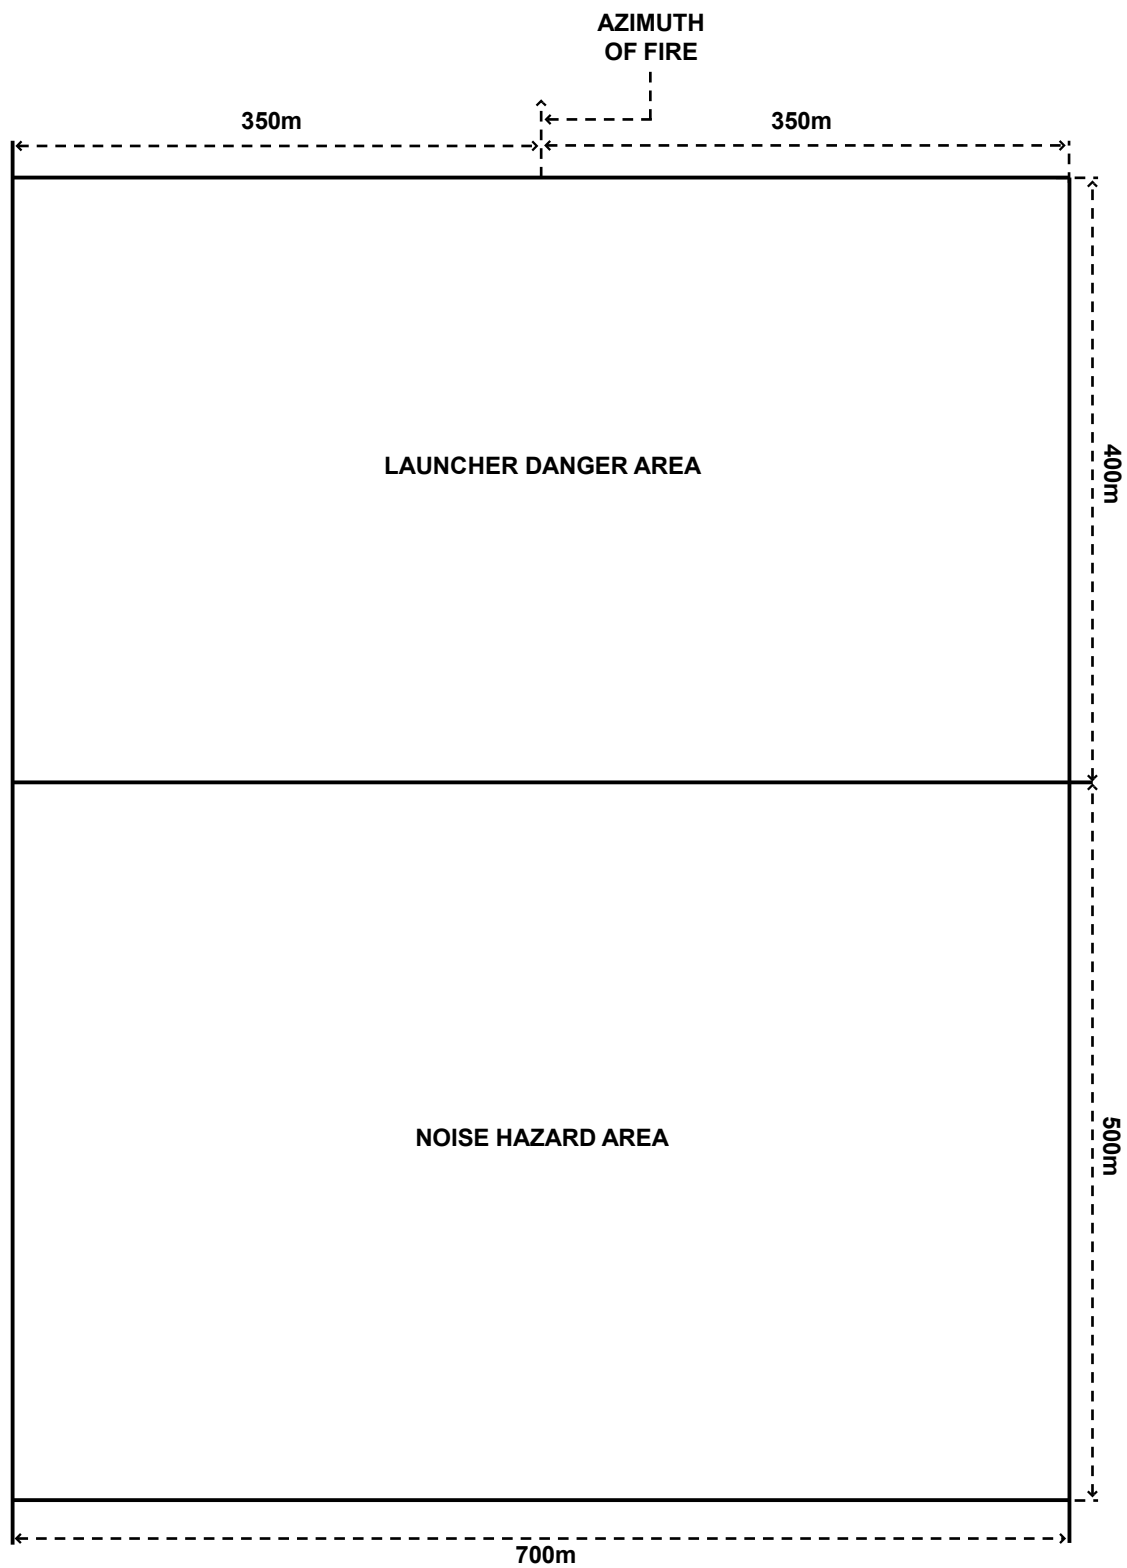 AZIMUTH
OF FIRE
350m
350m
LAUNCHER DANGER AREA
400m
NOISE HAZARD AREA
500m
700m